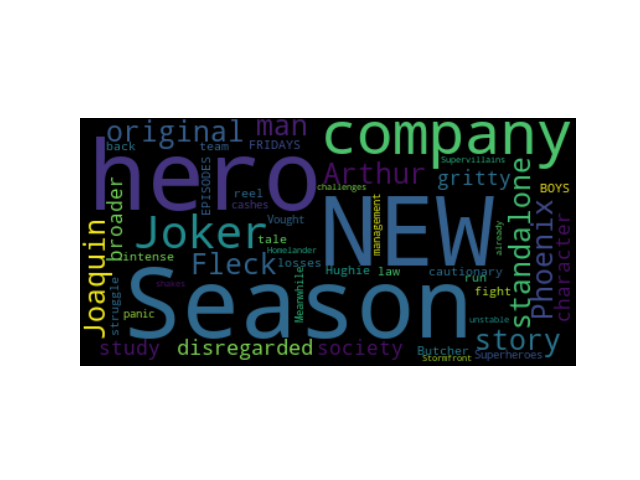 original
man
company
back
team
FRIDAYS
hero
Supervillains
Arthur
gritty
standalone
BOYS
challenges
EPISODES
reel
cashes
broader
NEW
management
Phoenix
character
Joker
Vought
tale
already
Joaquin
intense
Fleck
Homelander
losses
Hughie
law
cautionary
run
Season
Meanwhile
shakes
fight
struggle
panic
unstable
study
disregarded
society
Butcher
story
Stormfront
Superheroes